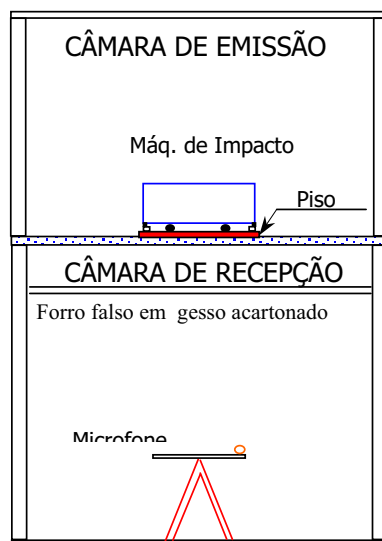 CÂMARA DE EMISSÃO
Máq. de Impacto
Piso
CÂMARA DE RECEPÇÃO
Forro falso em gesso acartonado
Microfone